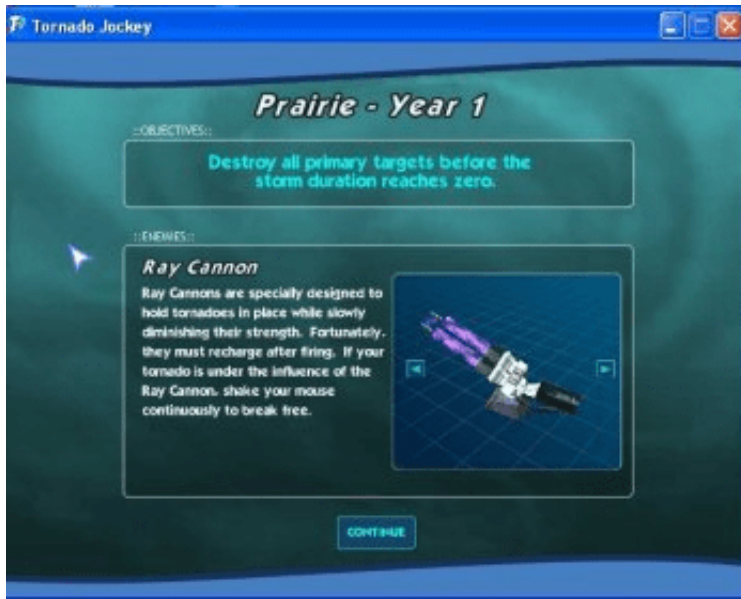 Tornado Jockey
Prairie - Year 1
::OBJECTIVES::
Destroy all primary targets before the
storm duration reaches zero.
::ENEMIES::
Ray Cannon
Ray Cannons are specially designed to
hold tornadoes in place while slowly
diminishing their strength. Fortunately,
they must recharge after firing. If your
tornado is under the influence of the
Ray Cannon, shake your mouse
continuously to break free.
CONTINUE